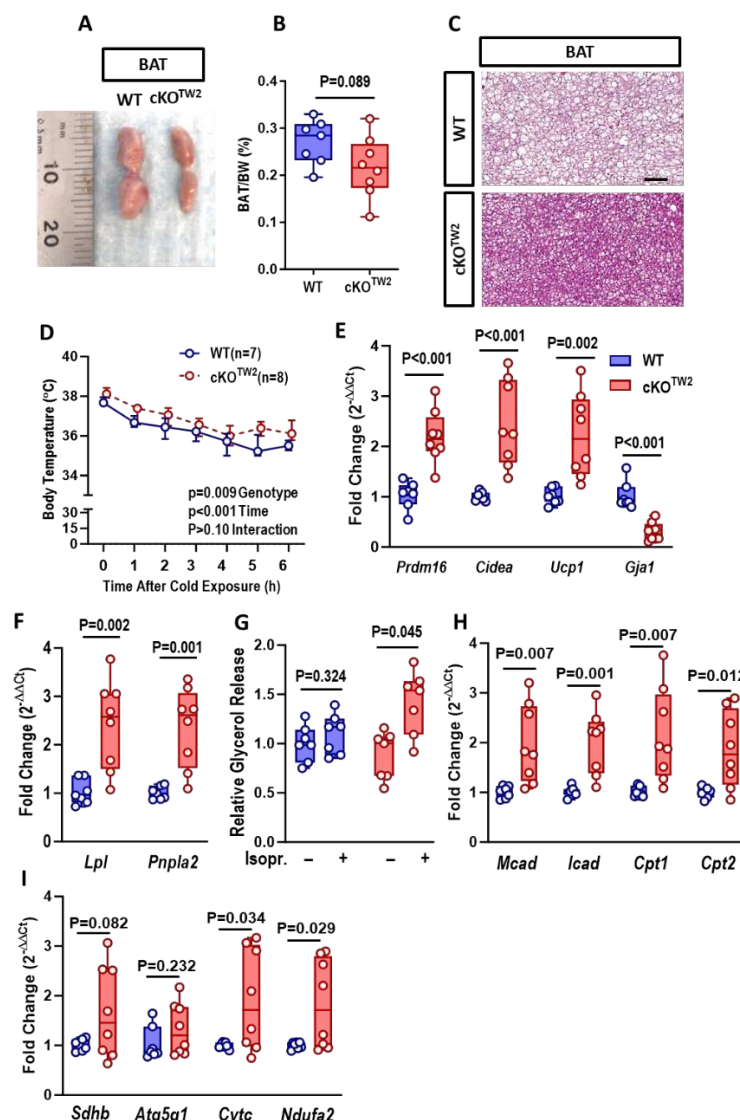 A
BAT
WT cKO^TW2
0.5mm
mm
10
20
B
P=0.089
BAT/BW (%)
0.4
0.3
0.2
0.1
0.0
WT
cKO^TW2
C
BAT
WT
cKO^TW2
D
WT(n=7)
cKO^TW2(n=8)
Body Temperature (°C)
40
38
36
34
30
15
0
p=0.009 Genotype
p<0.001 Time
P>0.10 Interaction
0 1 2 3 4 5 6
Time After Cold Exposure (h)
E
P<0.001
P<0.001
P=0.002
P<0.001
WT
cKO^TW2
Fold Change (2^-ΔΔCt)
4
3
2
1
0
Prdm16 Cidea Ucp1 Gja1
F
P=0.002
P=0.001
Fold Change (2^-ΔΔCt)
4
3
2
1
0
Lpl Pnpla2
G
P=0.324
P=0.045
Relative Glycerol Release
2.0
1.5
1.0
0.5
0.0
Isopr. – + – +
H
P=0.007
P=0.001
P=0.007
P=0.012
Fold Change (2^-ΔΔCt)
4
3
2
1
0
Mcad lcad Cpt1 Cpt2
I
P=0.082
P=0.232
P=0.034
P=0.029
Fold Change (2^-ΔΔCt)
4
3
2
1
0
Sdhb Atg5g1 Cytc Ndufa2